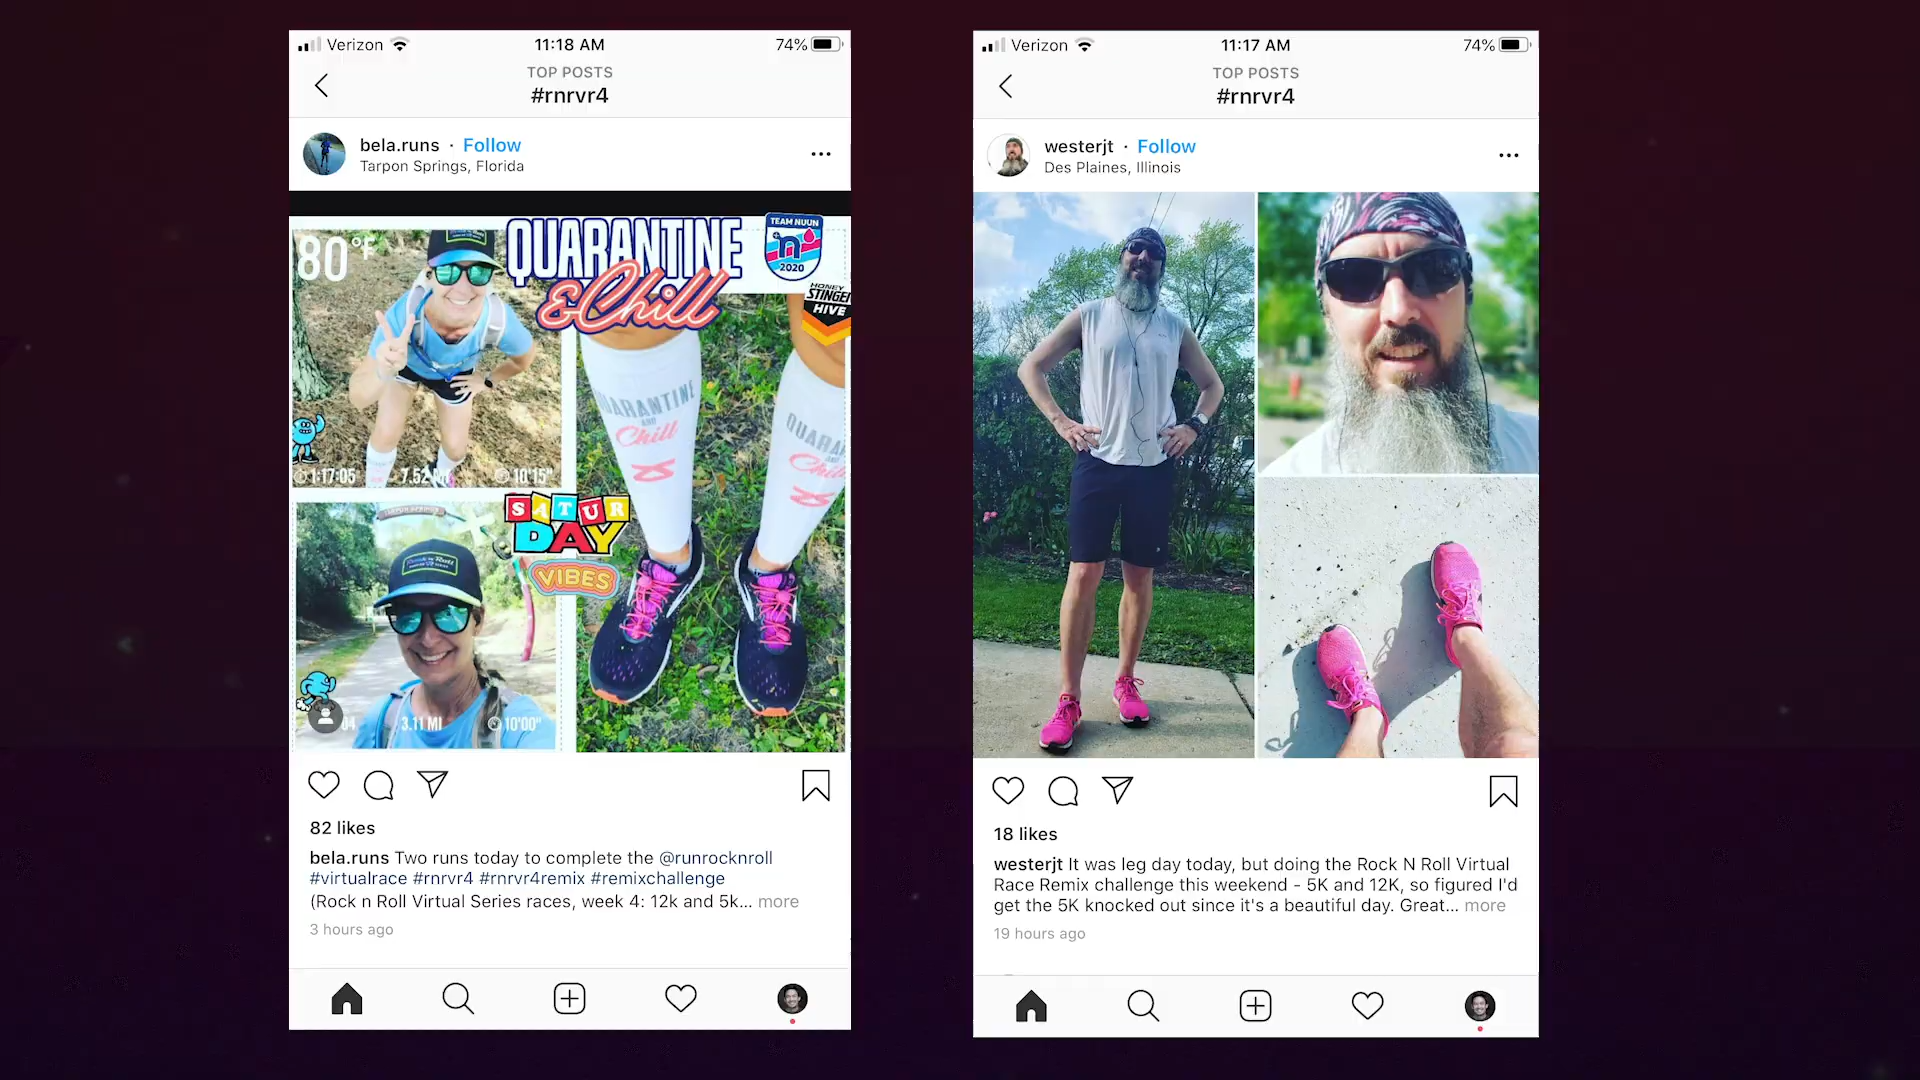 Verizon 11:18 AM 74%
TOP POSTS
#rnrvr4
bela.runs · Follow
Tarpon Springs, Florida
80°F
QUARANTINE
& Chill
TEAM NUUN
n
2020
HONEY
STINGER
HIVE
QUARANTINE
AND
Chill
1:17:05 7.52 MI 10'15"
SATUR
DAY
VIBES
Rock n Roll
04 3.11 MI 10'00"
82 likes
bela.runs Two runs today to complete the @runrocknroll
#virtualrace #rnrvr4 #rnrvr4remix #remixchallenge
(Rock n Roll Virtual Series races, week 4: 12k and 5k... more
3 hours ago
Verizon 11:17 AM 74%
TOP POSTS
#rnrvr4
westerjt · Follow
Des Plaines, Illinois
18 likes
westerjt It was leg day today, but doing the Rock N Roll Virtual
Race Remix challenge this weekend - 5K and 12K, so figured I'd
get the 5K knocked out since it's a beautiful day. Great... more
19 hours ago